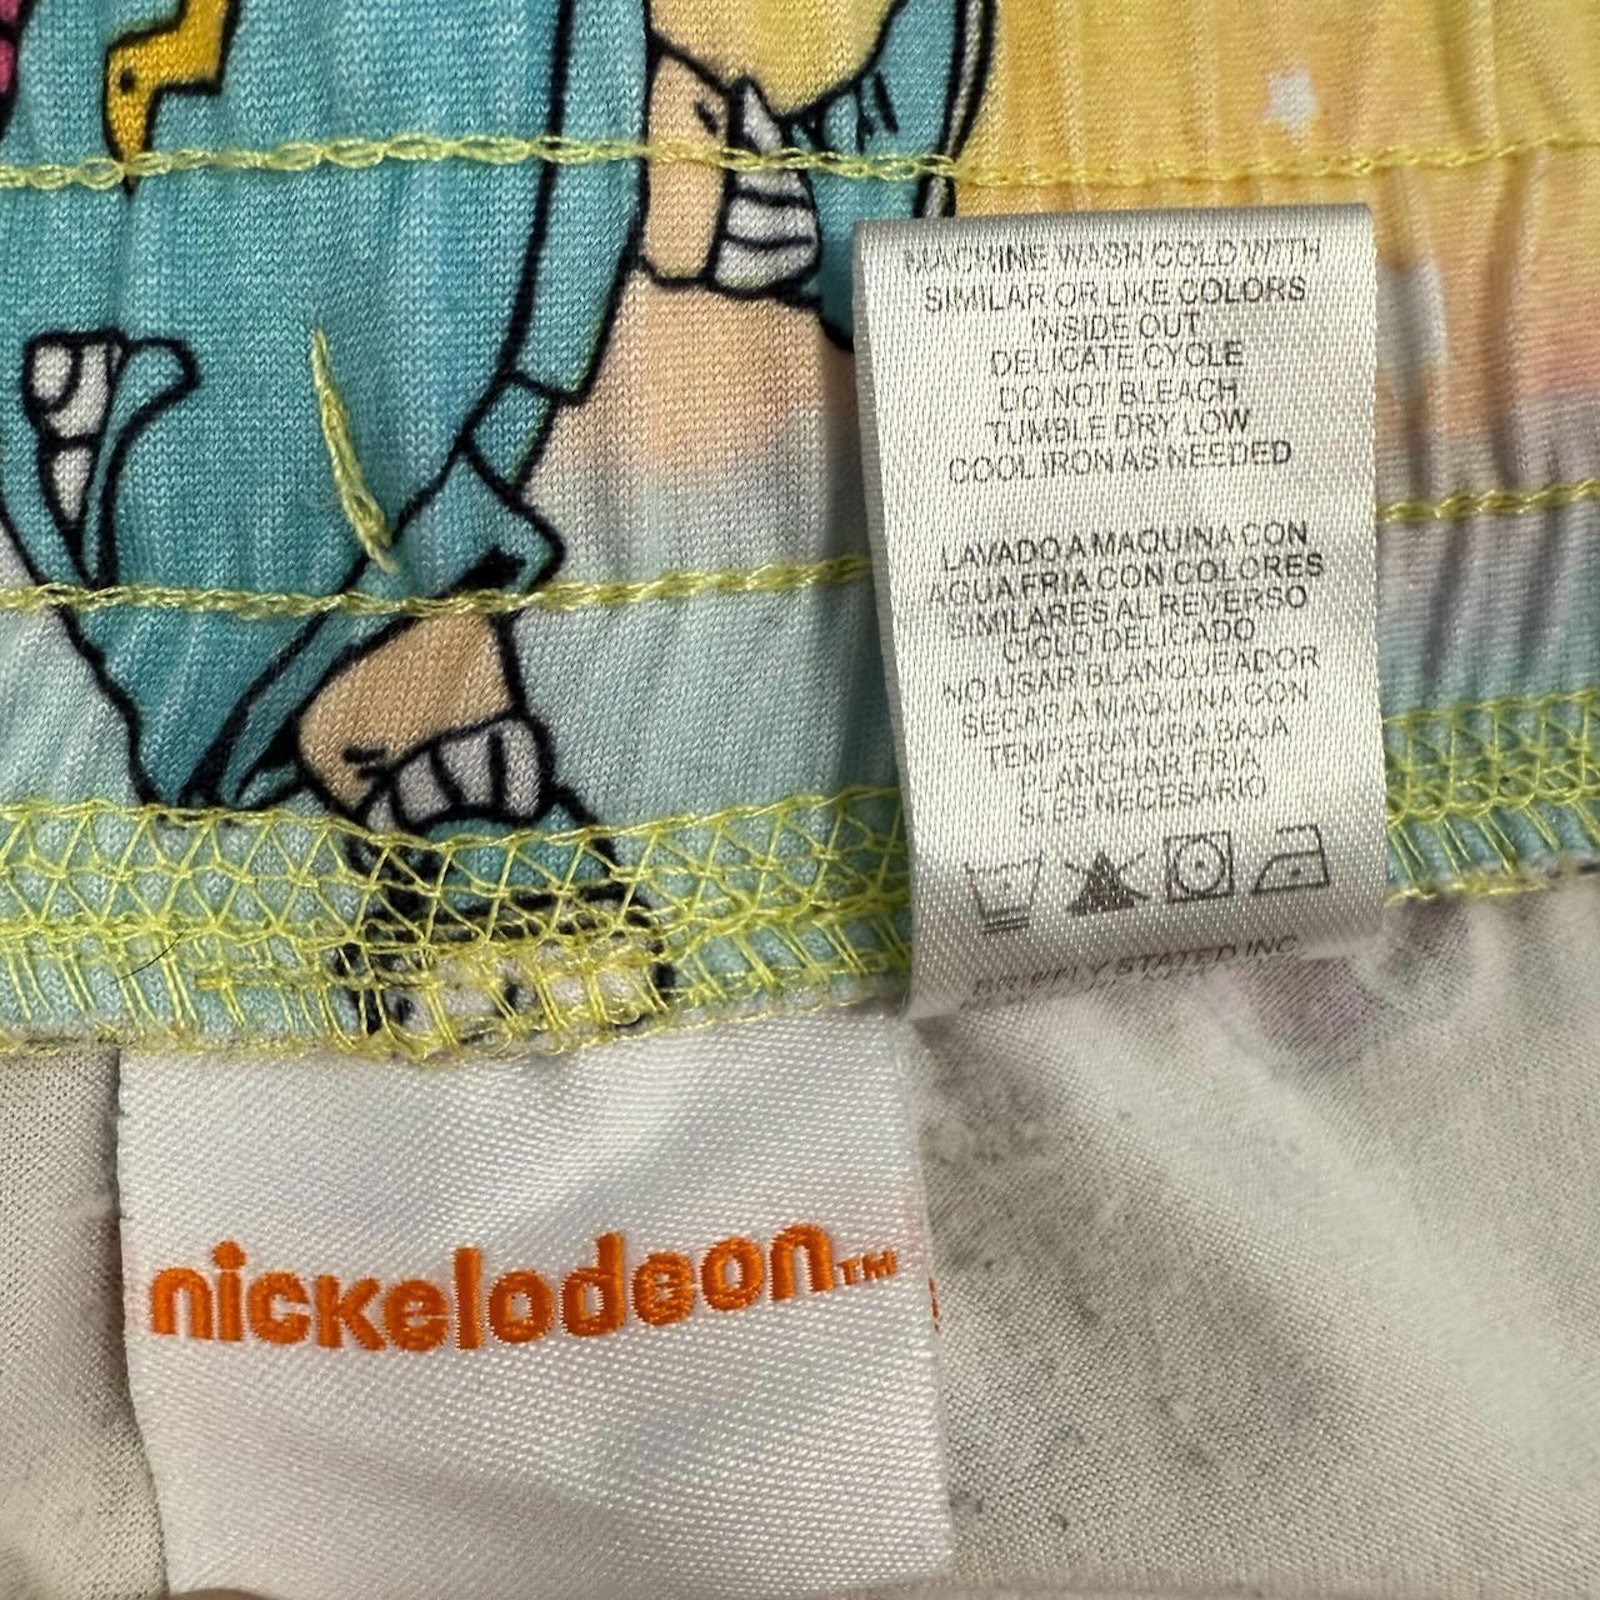 MACHINE WASH COLD WITH
SIMILAR OR LIKE COLORS
INSIDE OUT
DELICATE CYCLE
DO NOT BLEACH
TUMBLE DRY LOW
COOL IRON AS NEEDED
LAVADO A MAQUINA CON
AGUA FRIA CON COLORES
SIMILARES AL REVERSO
CICLO DELICADO
NO USAR BLANQUEADOR
SECAR A MAQUINA CON
TEMPERATURA BAJA
PLANCHAR FRIA
SI ES NECESARIO
BRIEFLY STATED INC.
nickelodeon™